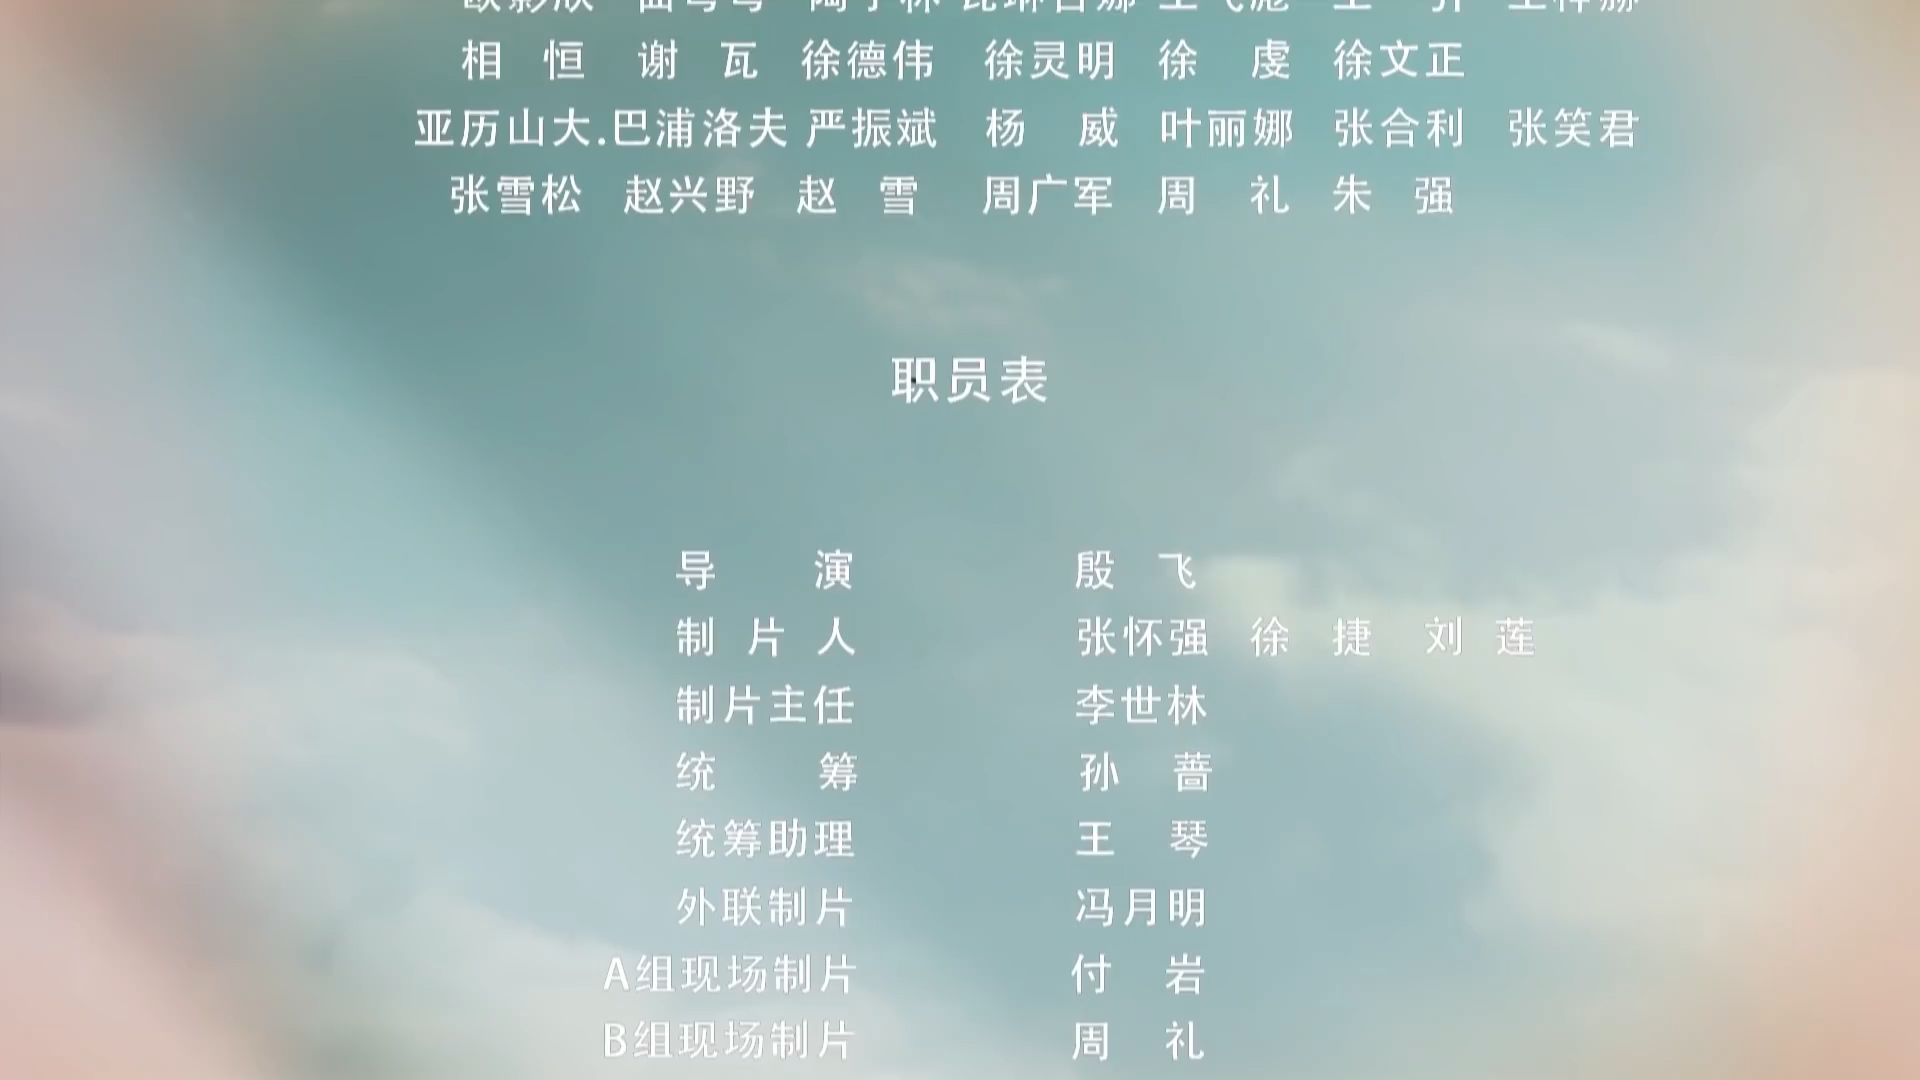 相 恒 谢 瓦 徐德伟 徐灵明 徐 虔 徐文正
亚历山大.巴浦洛夫 严振斌 杨 威 叶丽娜 张合利 张笑君
张雪松 赵兴野 赵 雪 周广军 周 礼 朱 强
职员表
导 演 殷 飞
制 片 人 张怀强 徐 捷 刘 莲
制片主任 李世林
统 筹 孙 蔷
统筹助理 王 琴
外联制片 冯月明
A组现场制片 付 岩
B组现场制片 周 礼